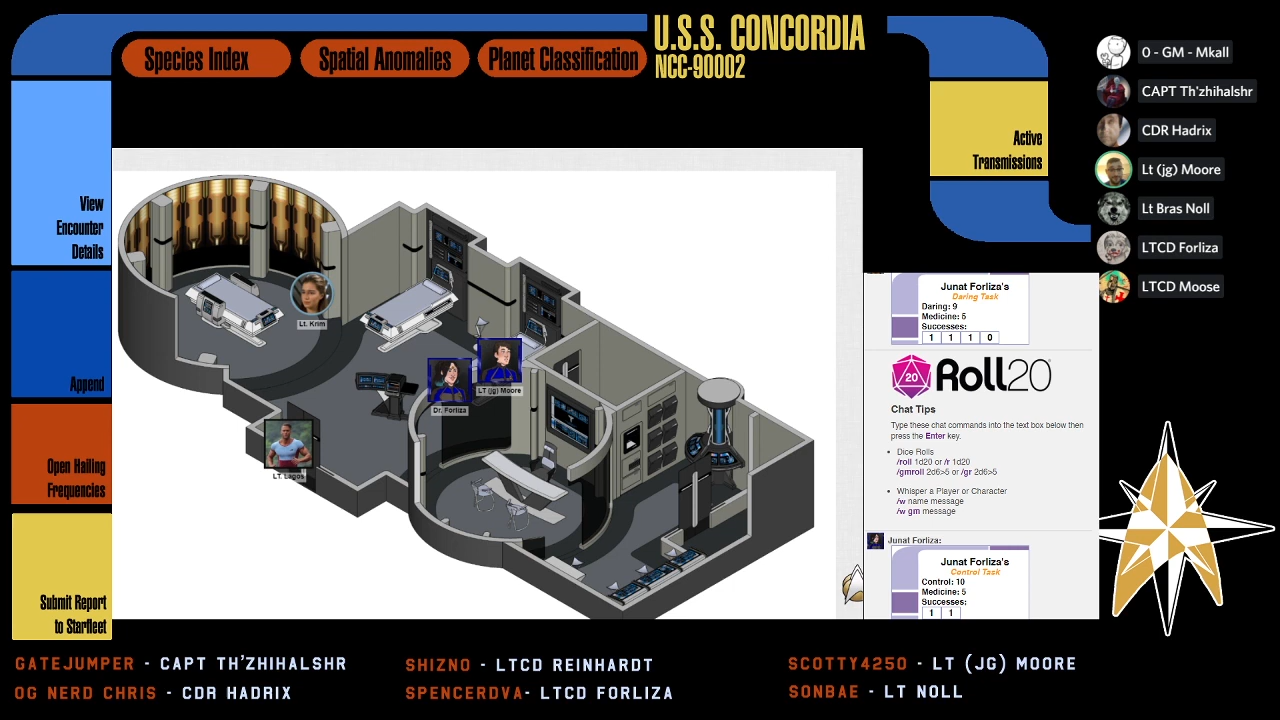 Species Index
Spatial Anomalies
Planet Classification
U.S.S. CONCORDIA
NCC-90002
View
Encounter
Details
Append
Open Hailing
Frequencies
Submit Report
to Starfleet
Active
Transmissions
0 - GM - Mkall
CAPT Th'zhihalshr
CDR Hadrix
Lt (jg) Moore
Lt Bras Noll
LTCD Forliza
LTCD Moose
Lt. Krim
LT (jg) Moore
Dr. Forliza
LT. Lagos
Junat Forliza's
Daring Task
Daring: 9
Medicine: 5
Successes:
1 1 1 0
20 Roll20
Chat Tips
Type these chat commands into the text box below then
press the Enter key.
• Dice Rolls
/roll 1d20 or /r 1d20
/gmroll 2d6>5 or /gr 2d6>5
• Whisper a Player or Character
/w name message
/w gm message
Junat Forliza:
Junat Forliza's
Control Task
Control: 10
Medicine: 5
Successes:
1 1
GATEJUMPER - CAPT TH'ZHIHALSHR
SHIZNO - LTCD REINHARDT
SCOTTY4250 - LT (JG) MOORE
OG NERD CHRIS - CDR HADRIX
SPENCERDVA- LTCD FORLIZA
SONBAE - LT NOLL